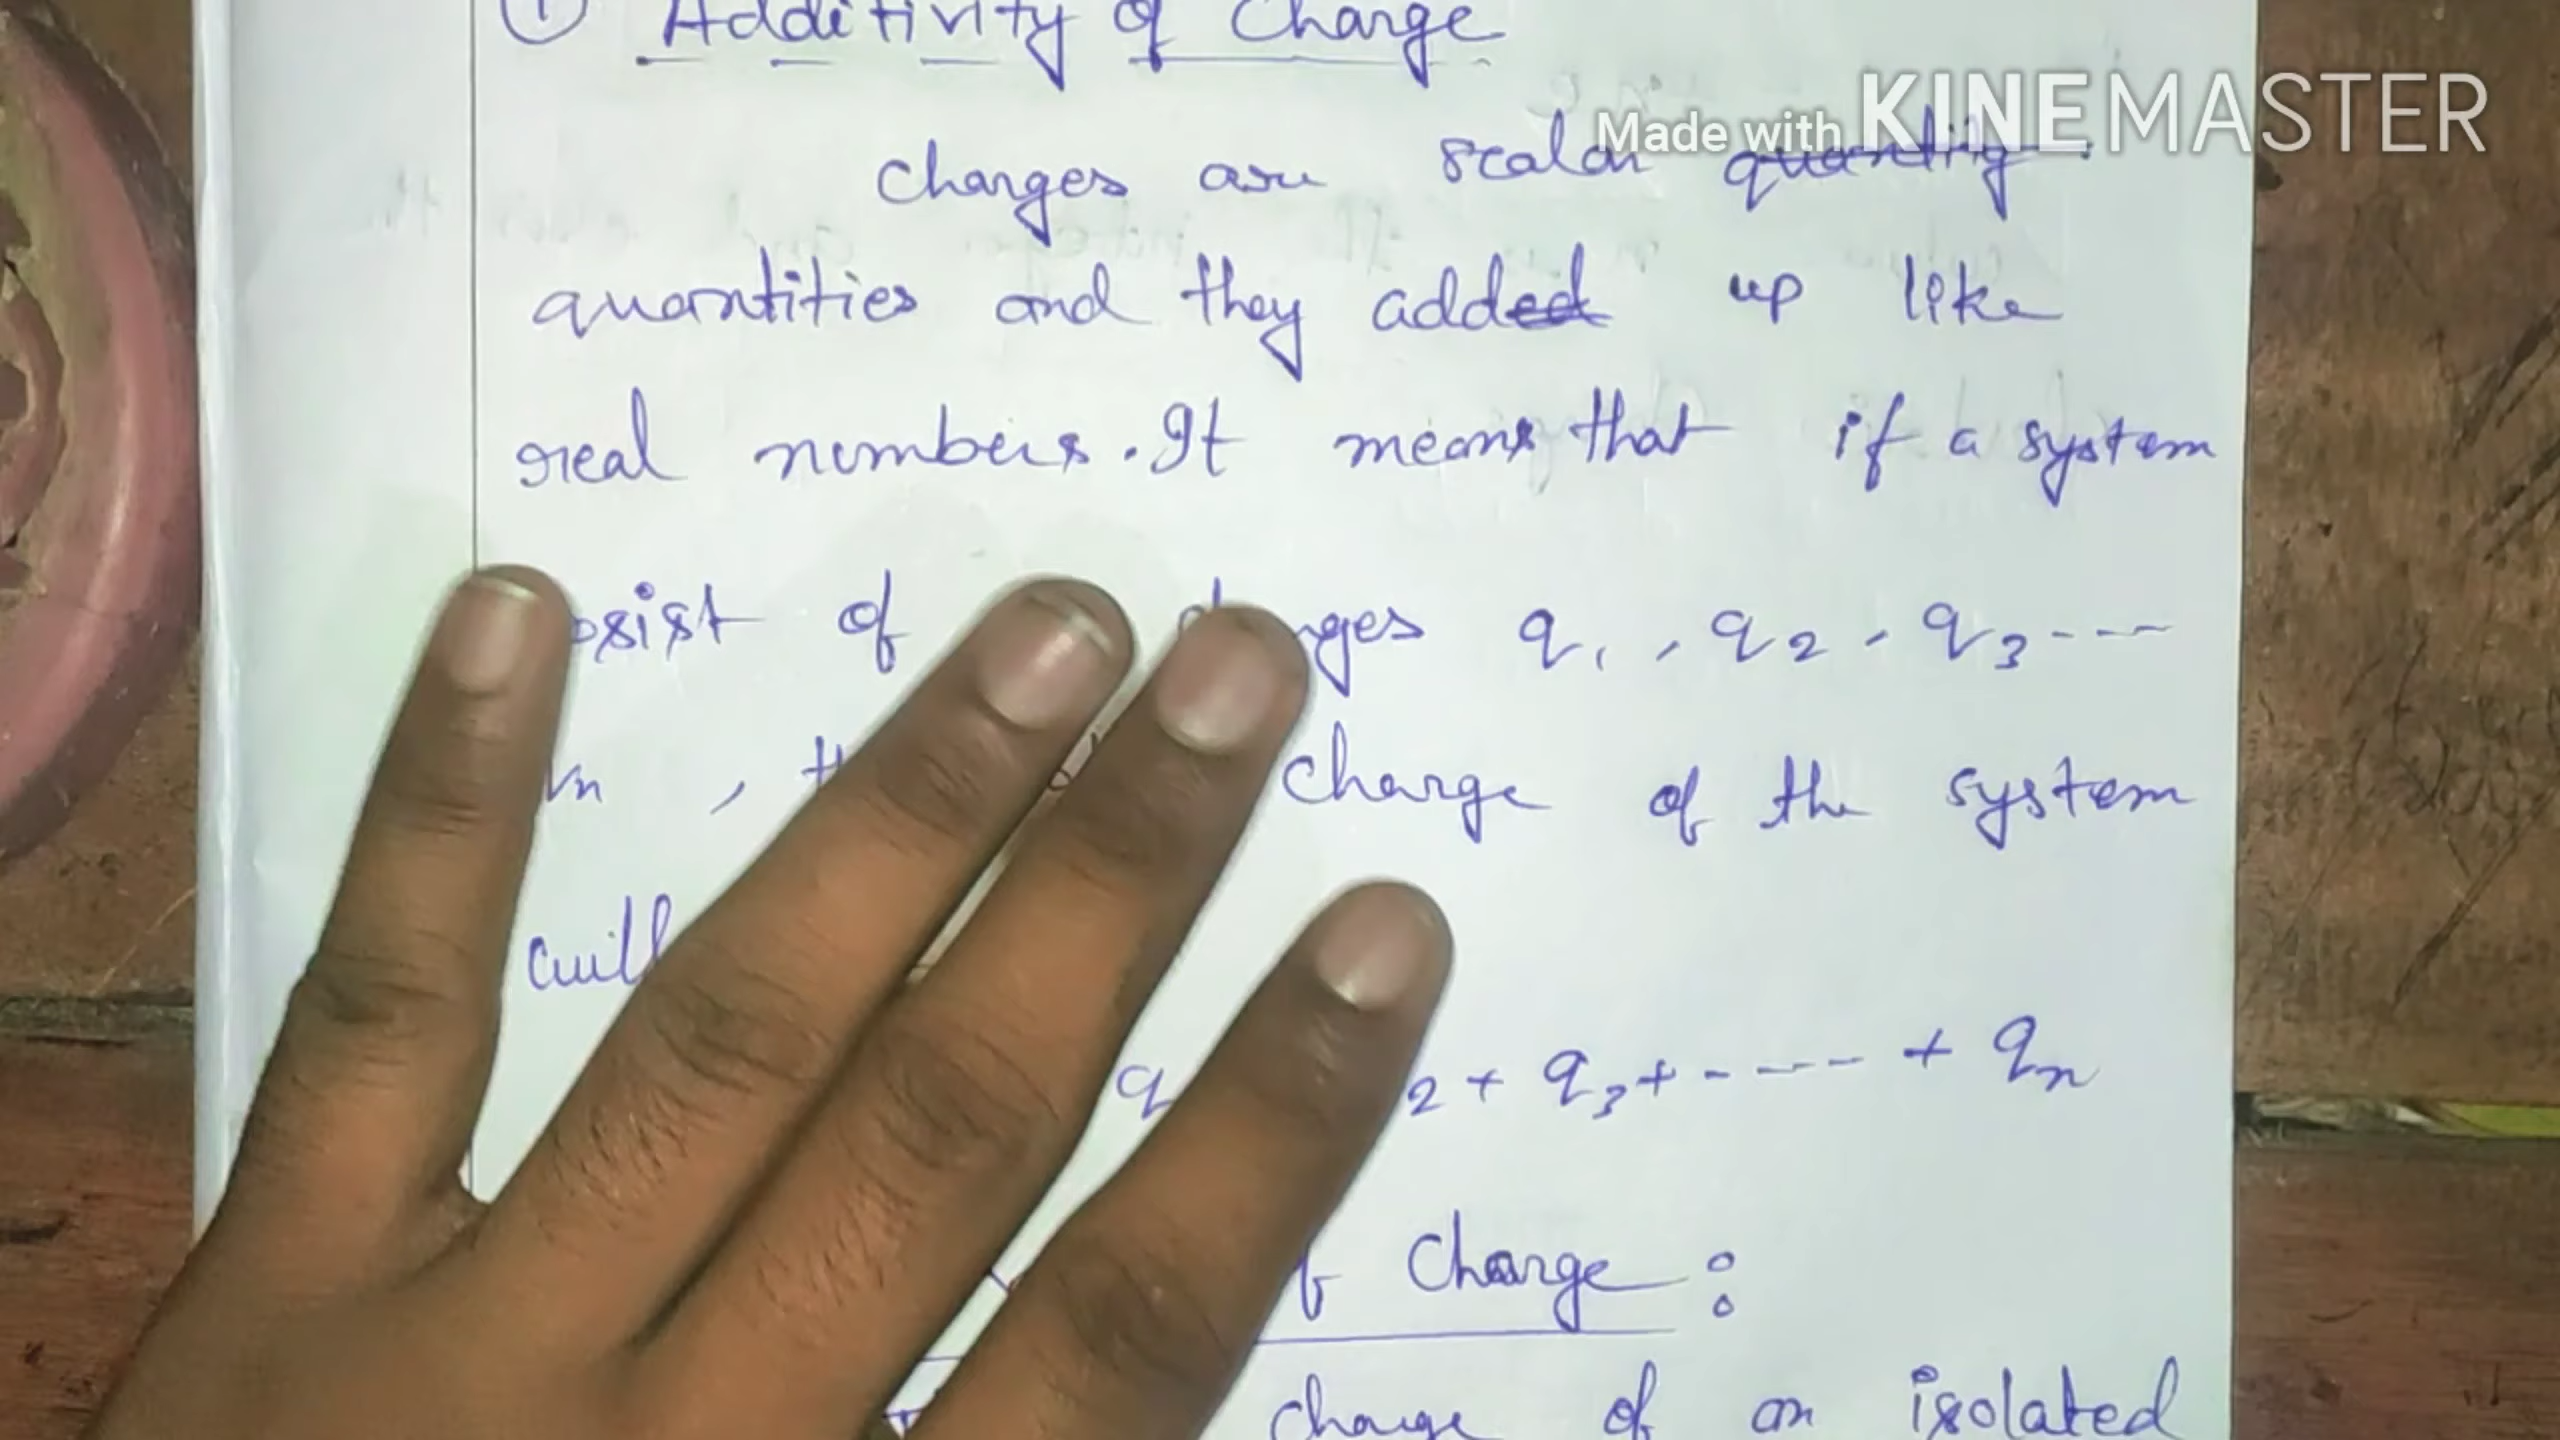 ① Additivity of Charge
Made with KINEMASTER
Charges are scalar quantity
quantities and they added up like
real numbers. It means that if a system
of charges q1, q2, q3 ----
, charge of the system
will
q 2 + q3 + ----- + qn
Charge :
charge of an isolated